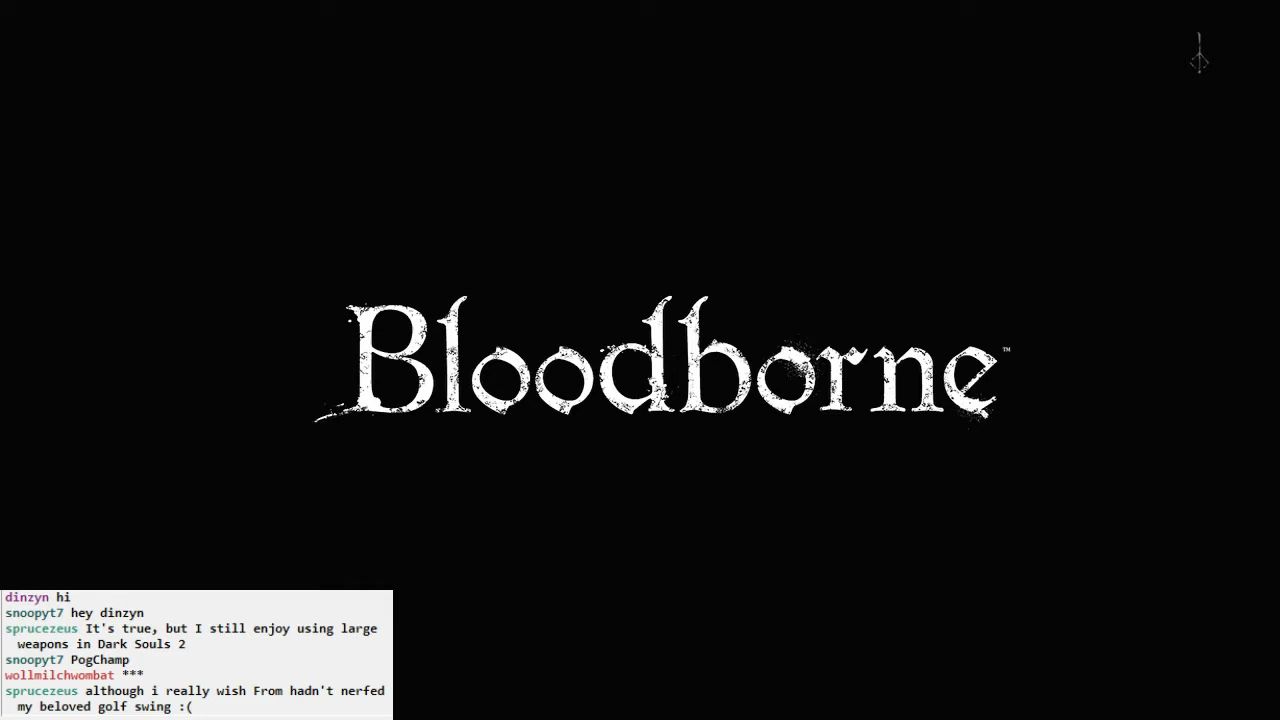 Bloodborne™
dinzyn hi
snoopyt7 hey dinzyn
sprucezeus It's true, but I still enjoy using large
weapons in Dark Souls 2
snoopyt7 PogChamp
wollmilchwombat ***
sprucezeus although i really wish From hadn't nerfed
my beloved golf swing :(